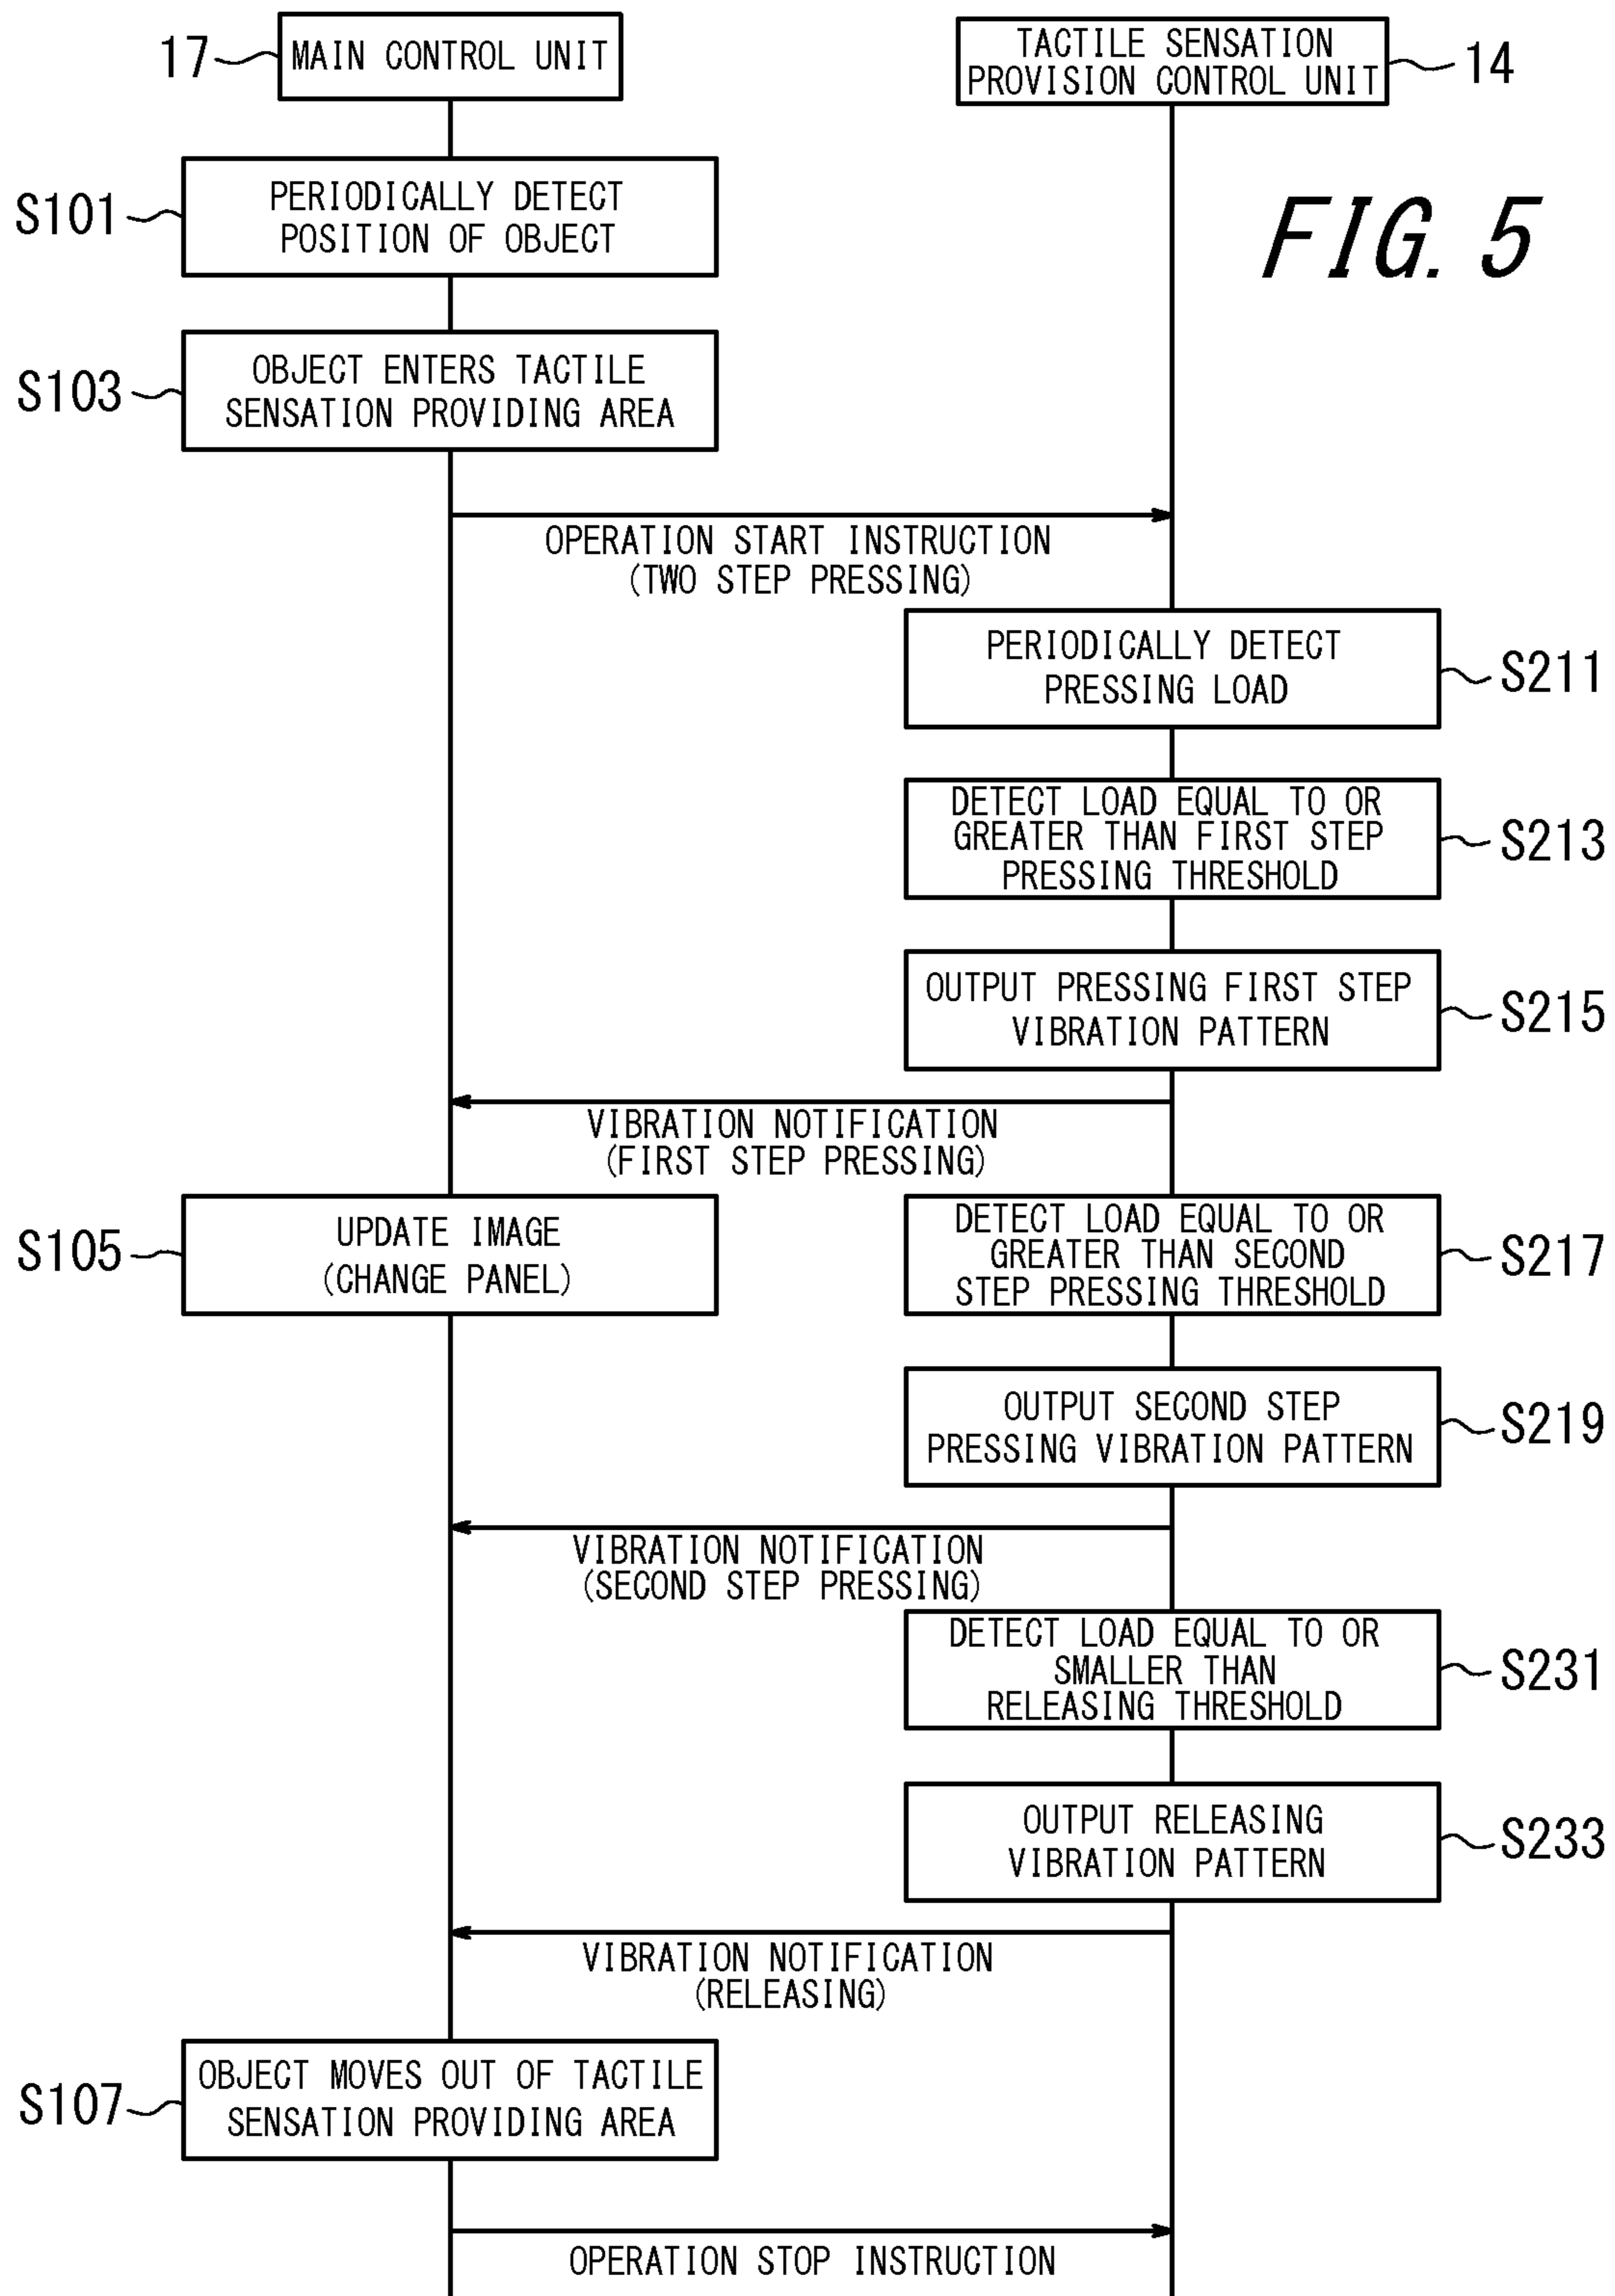 17
MAIN CONTROL UNIT
TACTILE SENSATION
PROVISION CONTROL UNIT
14
FIG. 5
S101
PERIODICALLY DETECT
POSITION OF OBJECT
S103
OBJECT ENTERS TACTILE
SENSATION PROVIDING AREA
OPERATION START INSTRUCTION
(TWO STEP PRESSING)
PERIODICALLY DETECT
PRESSING LOAD
S211
DETECT LOAD EQUAL TO OR
GREATER THAN FIRST STEP
PRESSING THRESHOLD
S213
OUTPUT PRESSING FIRST STEP
VIBRATION PATTERN
S215
VIBRATION NOTIFICATION
(FIRST STEP PRESSING)
S105
UPDATE IMAGE
(CHANGE PANEL)
DETECT LOAD EQUAL TO OR
GREATER THAN SECOND
STEP PRESSING THRESHOLD
S217
OUTPUT SECOND STEP
PRESSING VIBRATION PATTERN
S219
VIBRATION NOTIFICATION
(SECOND STEP PRESSING)
DETECT LOAD EQUAL TO OR
SMALLER THAN
RELEASING THRESHOLD
S231
OUTPUT RELEASING
VIBRATION PATTERN
S233
VIBRATION NOTIFICATION
(RELEASING)
S107
OBJECT MOVES OUT OF TACTILE
SENSATION PROVIDING AREA
OPERATION STOP INSTRUCTION